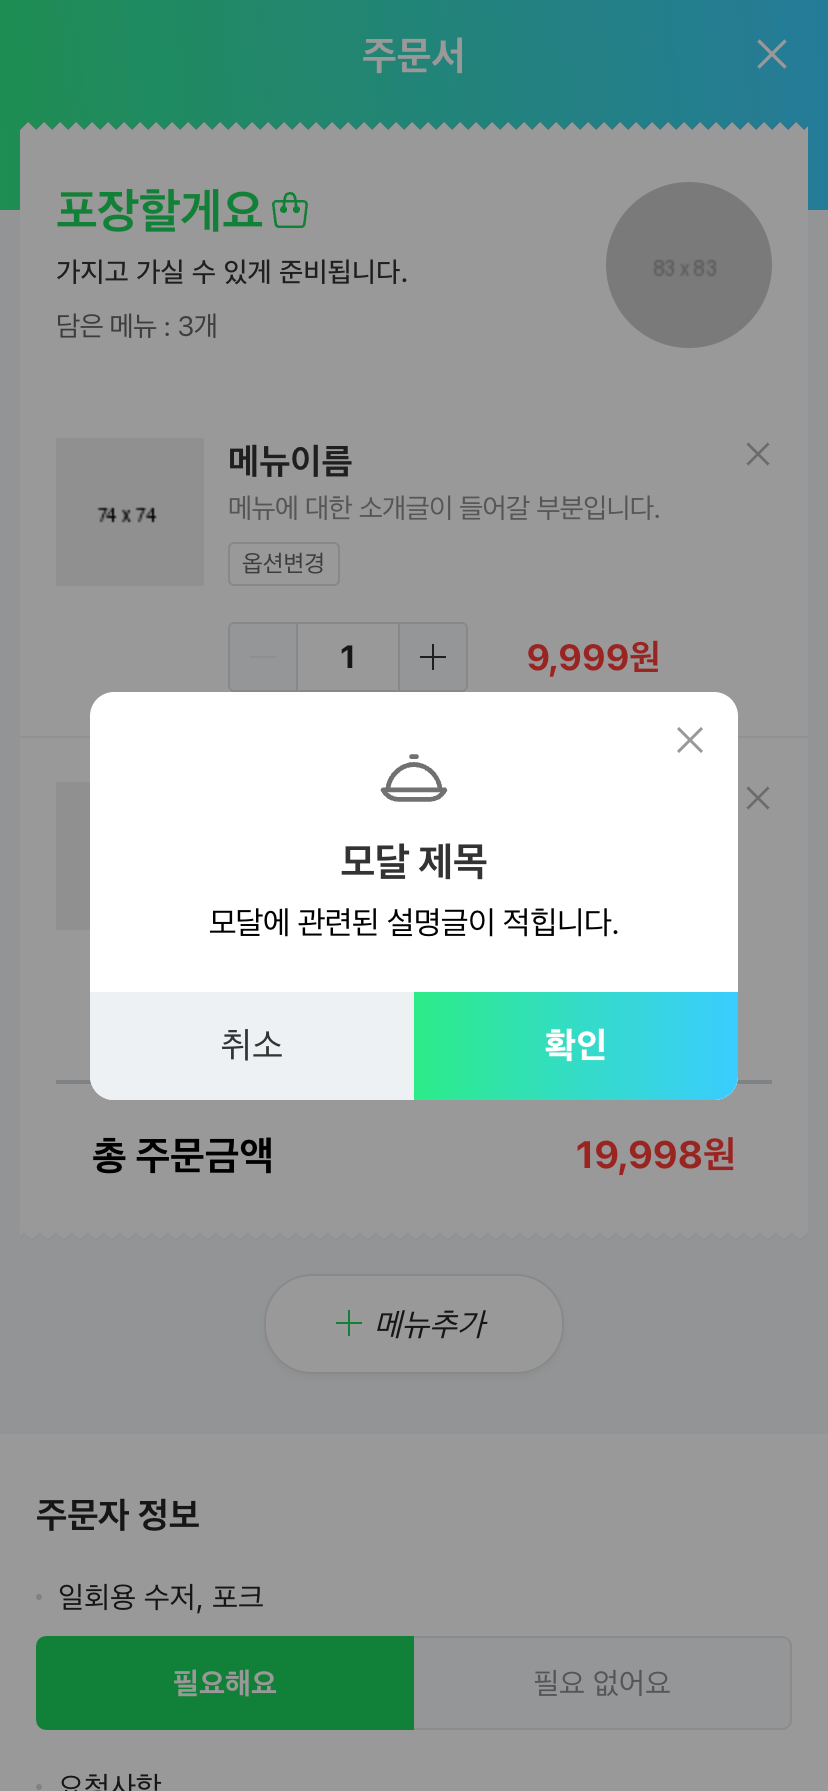 주문서
포장할게요
가지고 가실 수 있게 준비됩니다.
83 x 83
담은 메뉴 : 3개
74 x 74
메뉴이름
메뉴에 대한 소개글이 들어갈 부분입니다.
옵션변경
1
9,999원
모달 제목
모달에 관련된 설명글이 적힙니다.
취소
확인
총 주문금액
19,998원
메뉴추가
주문자 정보
일회용 수저, 포크
필요해요
필요 없어요
요청사항